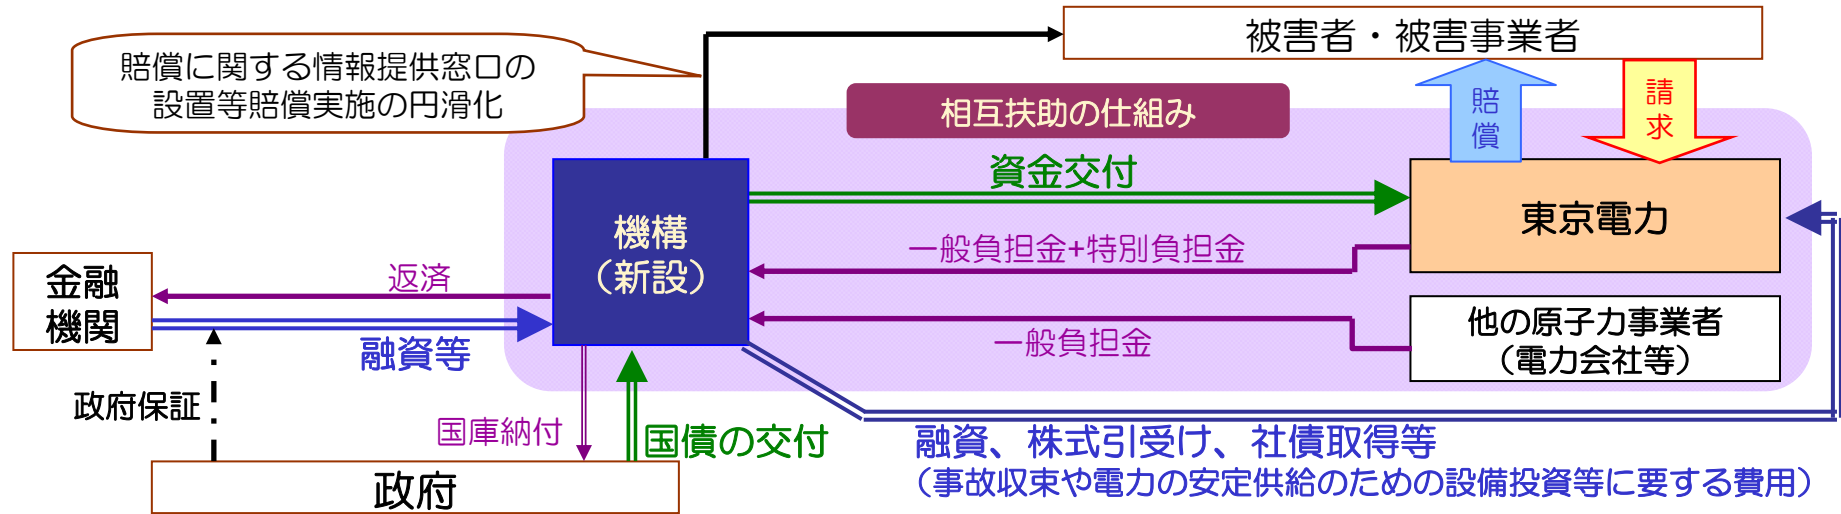 被害者・被害事業者
賠償に関する情報提供窓口の
設置等賠償実施の円滑化
相互扶助の仕組み
賠
償
請
求
資金交付
機構
（新設）
東京電力
一般負担金+特別負担金
金融
機関
返済
融資等
一般負担金
他の原子力事業者
（電力会社等）
政府保証
国庫納付
国債の交付
融資、株式引受け、社債取得等
（事故収束や電力の安定供給のための設備投資等に要する費用）
政府